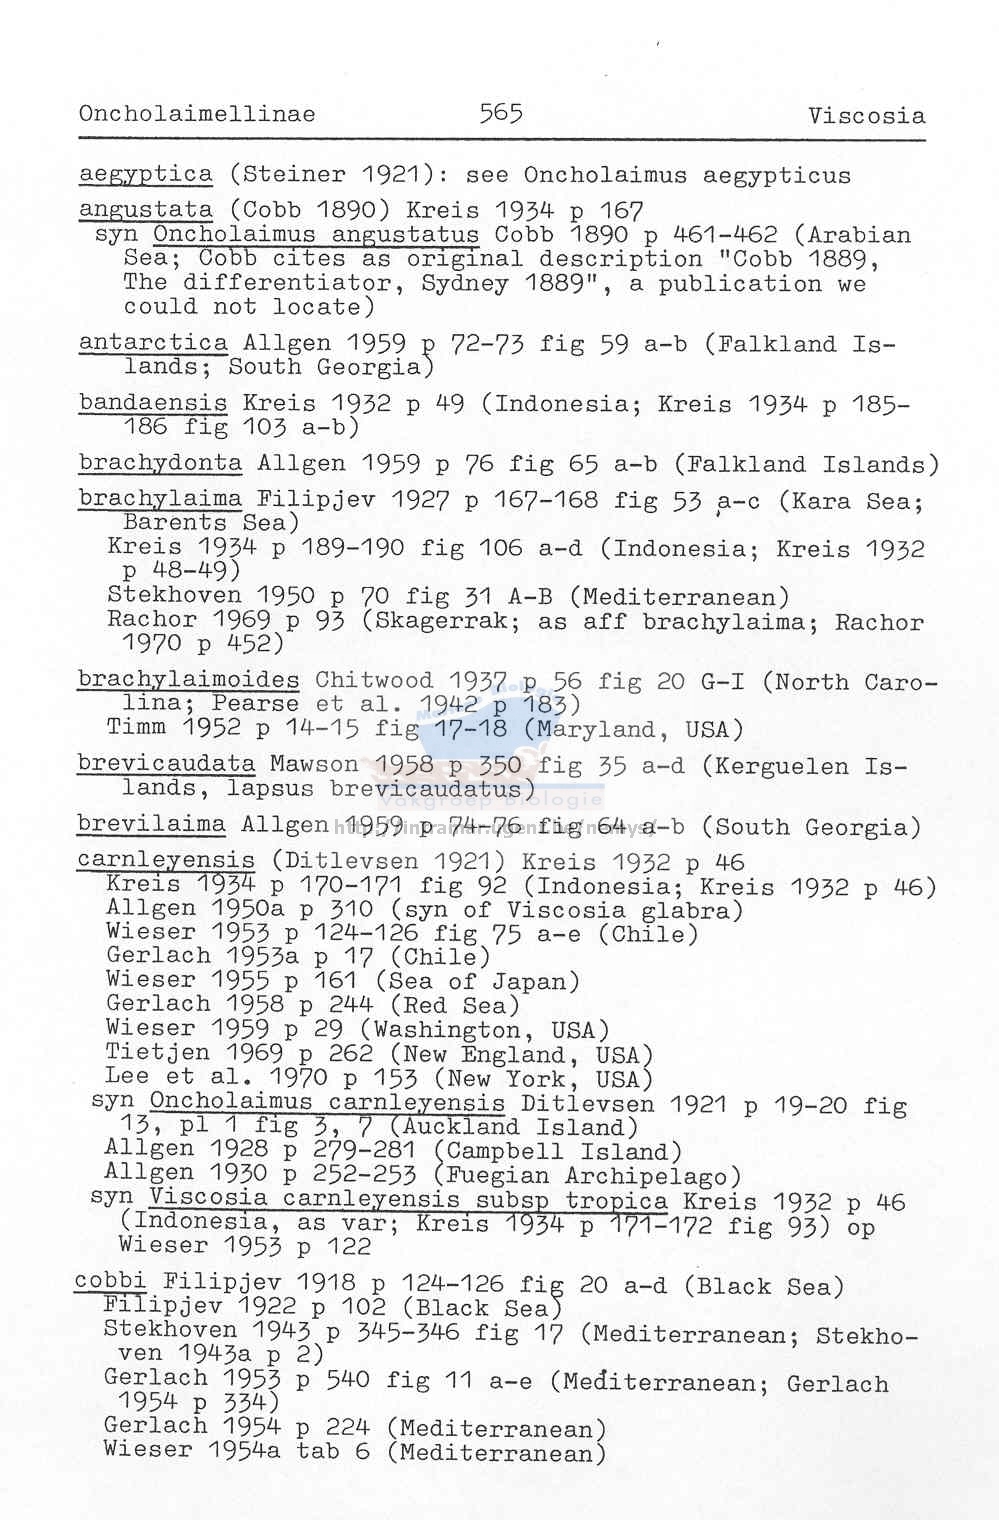 Oncholaimellinae 565 Viscosia
aegyptica (Steiner 1921): see Oncholaimus aegypticus
angustata (Cobb 1890) Kreis 1934 p 167
syn Oncholaimus angustatus Cobb 1890 p 461-462 (Arabian
Sea; Cobb cites as original description "Cobb 1889,
The differentiator, Sydney 1889", a publication we
could not locate)
antarctica Allgen 1959 p 72-73 fig 59 a-b (Falkland Is-
lands; South Georgia)
bandaensis Kreis 1932 p 49 (Indonesia; Kreis 1934 p 185-
186 fig 103 a-b)
brachydonta Allgen 1959 p 76 fig 65 a-b (Falkland Islands)
brachylaima Filipjev 1927 p 167-168 fig 53 a-c (Kara Sea;
Barents Sea)
Kreis 1934 p 189-190 fig 106 a-d (Indonesia; Kreis 1932
p 48-49)
Stekhoven 1950 p 70 fig 31 A-B (Mediterranean)
Rachor 1969 p 93 (Skagerrak; as aff brachylaima; Rachor
1970 p 452)
brachylaimoides Chitwood 1937 p 56 fig 20 G-I (North Caro-
lina; Pearse et al. 1942 p 183)
Timm 1952 p 14-15 fig 17-18 (Maryland, USA)
brevicaudata Mawson 1958 p 350 fig 35 a-d (Kerguelen Is-
lands, lapsus brevicaudatus)
Vakgroep Biologie
brevilaima Allgen 1959 p 74-76 fig 64 a-b (South Georgia)
carnleyensis (Ditlevsen 1921) Kreis 1932 p 46
Kreis 1934 p 170-171 fig 92 (Indonesia; Kreis 1932 p 46)
Allgen 1950a p 310 (syn of Viscosia glabra)
Wieser 1953 p 124-126 fig 75 a-e (Chile)
Gerlach 1953a p 17 (Chile)
Wieser 1955 p 161 (Sea of Japan)
Gerlach 1958 p 244 (Red Sea)
Wieser 1959 p 29 (Washington, USA)
Tietjen 1969 p 262 (New England, USA)
Lee et al. 1970 p 153 (New York, USA)
syn Oncholaimus carnleyensis Ditlevsen 1921 p 19-20 fig
13, pl 1 fig 3, 7 (Auckland Island)
Allgen 1928 p 279-281 (Campbell Island)
Allgen 1930 p 252-253 (Fuegian Archipelago)
syn Viscosia carnleyensis subsp tropica Kreis 1932 p 46
(Indonesia, as var; Kreis 1934 p 171-172 fig 93) op
Wieser 1953 p 122
cobbi Filipjev 1918 p 124-126 fig 20 a-d (Black Sea)
Filipjev 1922 p 102 (Black Sea)
Stekhoven 1943 p 345-346 fig 17 (Mediterranean; Stekho-
ven 1943a p 2)
Gerlach 1953 p 540 fig 11 a-e (Mediterranean; Gerlach
1954 p 334)
Gerlach 1954 p 224 (Mediterranean)
Wieser 1954a tab 6 (Mediterranean)